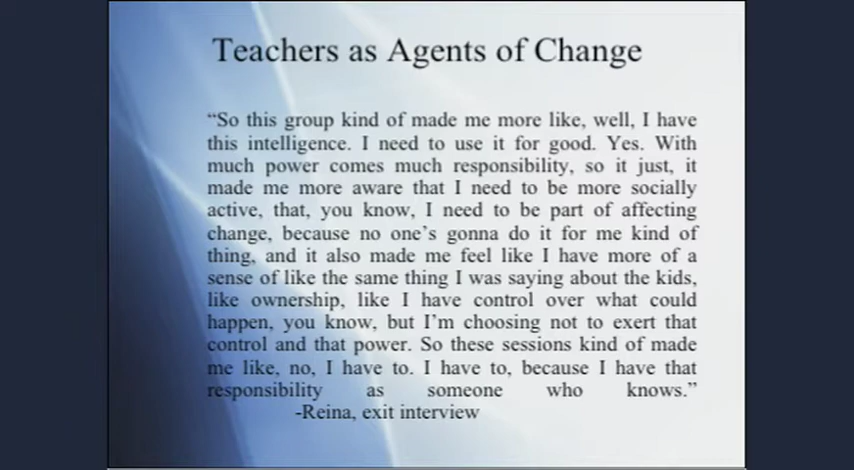 Teachers as Agents of Change
“So this group kind of made me more like, well, I have
this intelligence. I need to use it for good. Yes. With
much power comes much responsibility, so it just, it
made me more aware that I need to be more socially
active, that, you know, I need to be part of affecting
change, because no one’s gonna do it for me kind of
thing, and it also made me feel like I have more of a
sense of like the same thing I was saying about the kids,
like ownership, like I have control over what could
happen, you know, but I’m choosing not to exert that
control and that power. So these sessions kind of made
me like, no, I have to. I have to, because I have that
responsibility as someone who knows.”
-Reina, exit interview